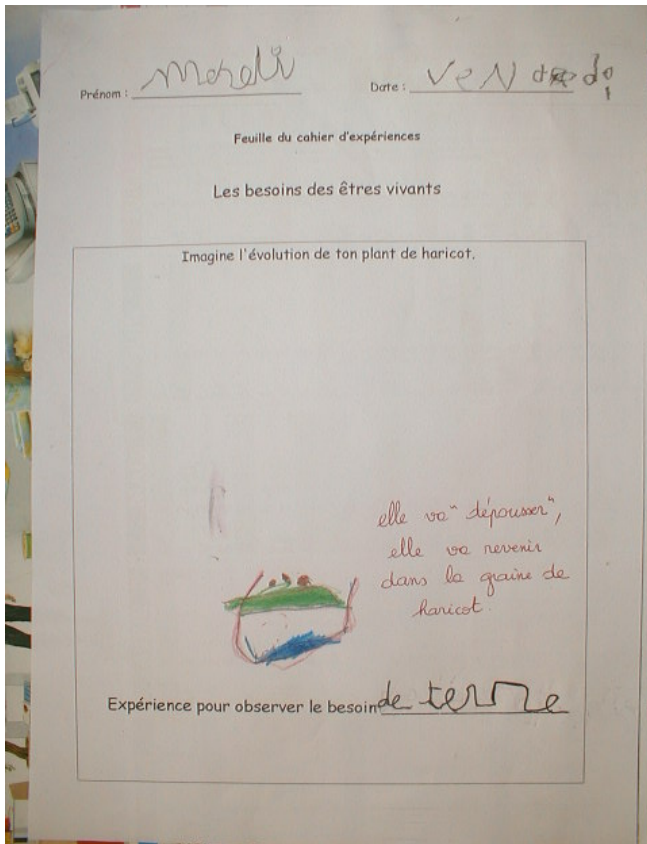 Prénom : Merdi
Date : VeNdredi
Feuille du cahier d'expériences
Les besoins des êtres vivants
Imagine l'évolution de ton plant de haricot.
elle va "dépousser",
elle va revenir
dans la graine de
haricot.
Expérience pour observer le besoin de terre